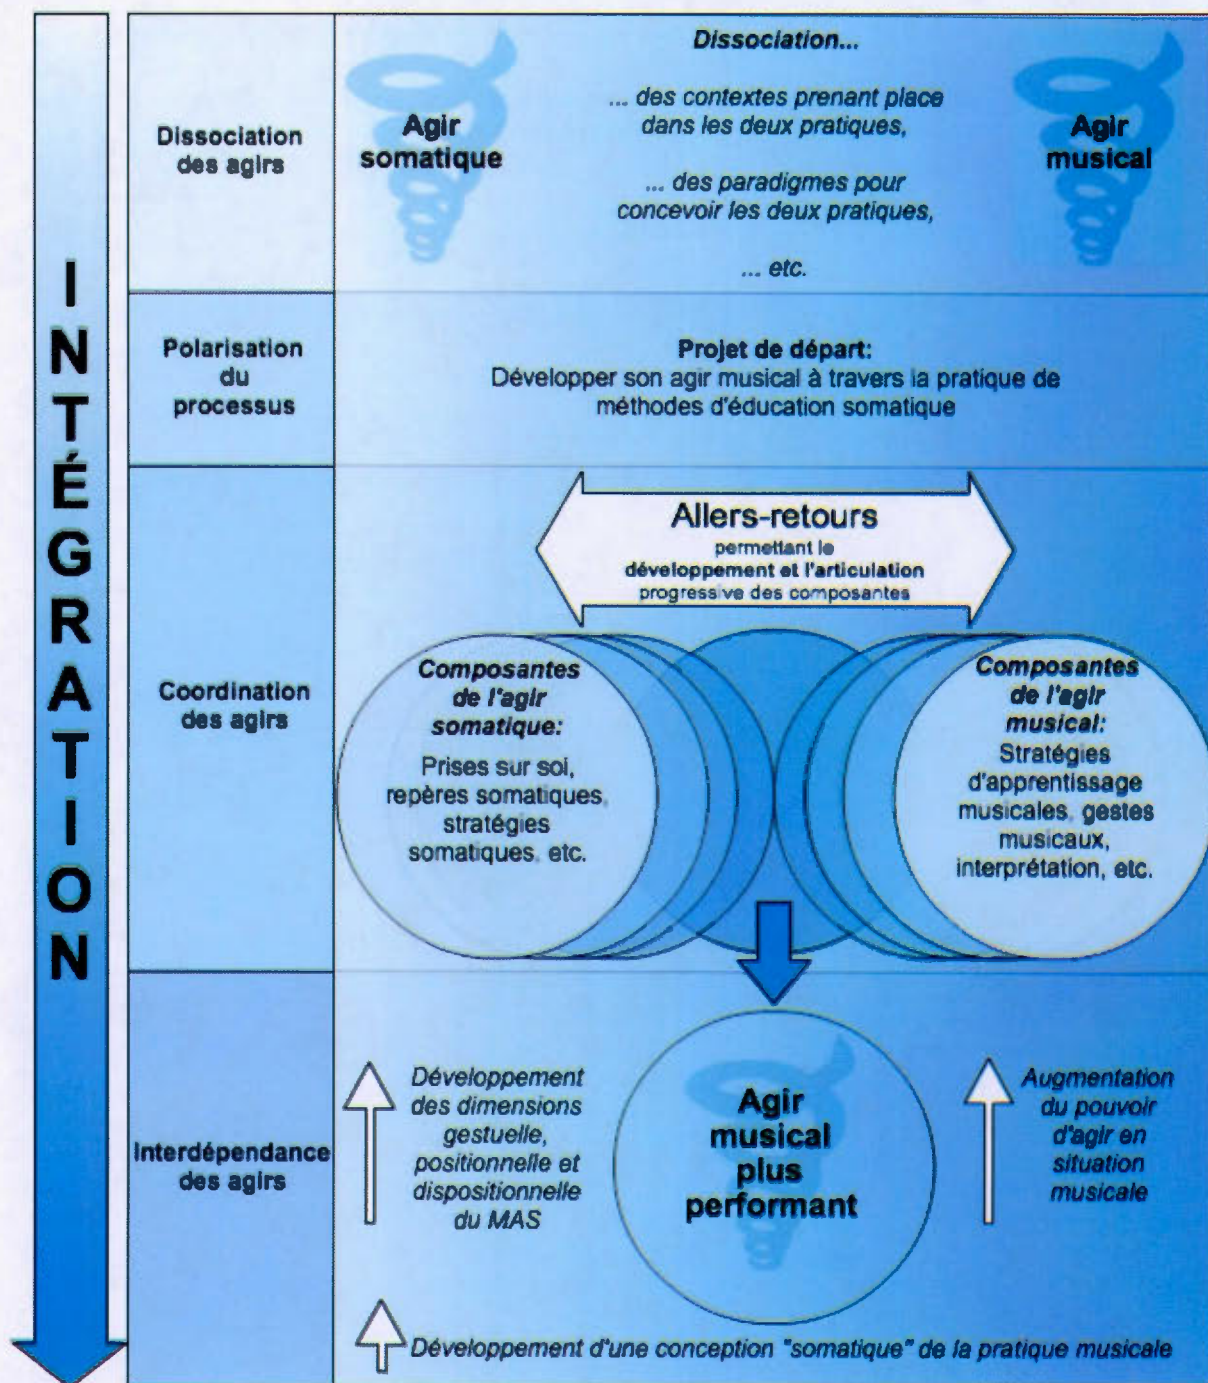 INTÉGRATION
Dissociation
des agirs
Agir
somatique
Dissociation...
... des contextes prenant place
dans les deux pratiques,
... des paradigmes pour
concevoir les deux pratiques,
... etc.
Agir
musical
Polarisation
du
processus
Projet de départ:
Développer son agir musical à travers la pratique de
méthodes d'éducation somatique
Coordination
des agirs
Allers-retours
permettant le
développement et l'articulation
progressive des composantes
Composantes
de l'agir
somatique:
Prises sur soi,
repères somatiques,
stratégies
somatiques, etc.
Composantes
de l'agir
musical:
Stratégies
d'apprentissage
musicales, gestes
musicaux,
interprétation, etc.
Interdépendance
des agirs
Développement
des dimensions
gestuelle,
positionnelle et
dispositionnelle
du MAS
Agir
musical
plus
performant
Augmentation
du pouvoir
d'agir en
situation
musicale
Développement d'une conception "somatique" de la pratique musicale